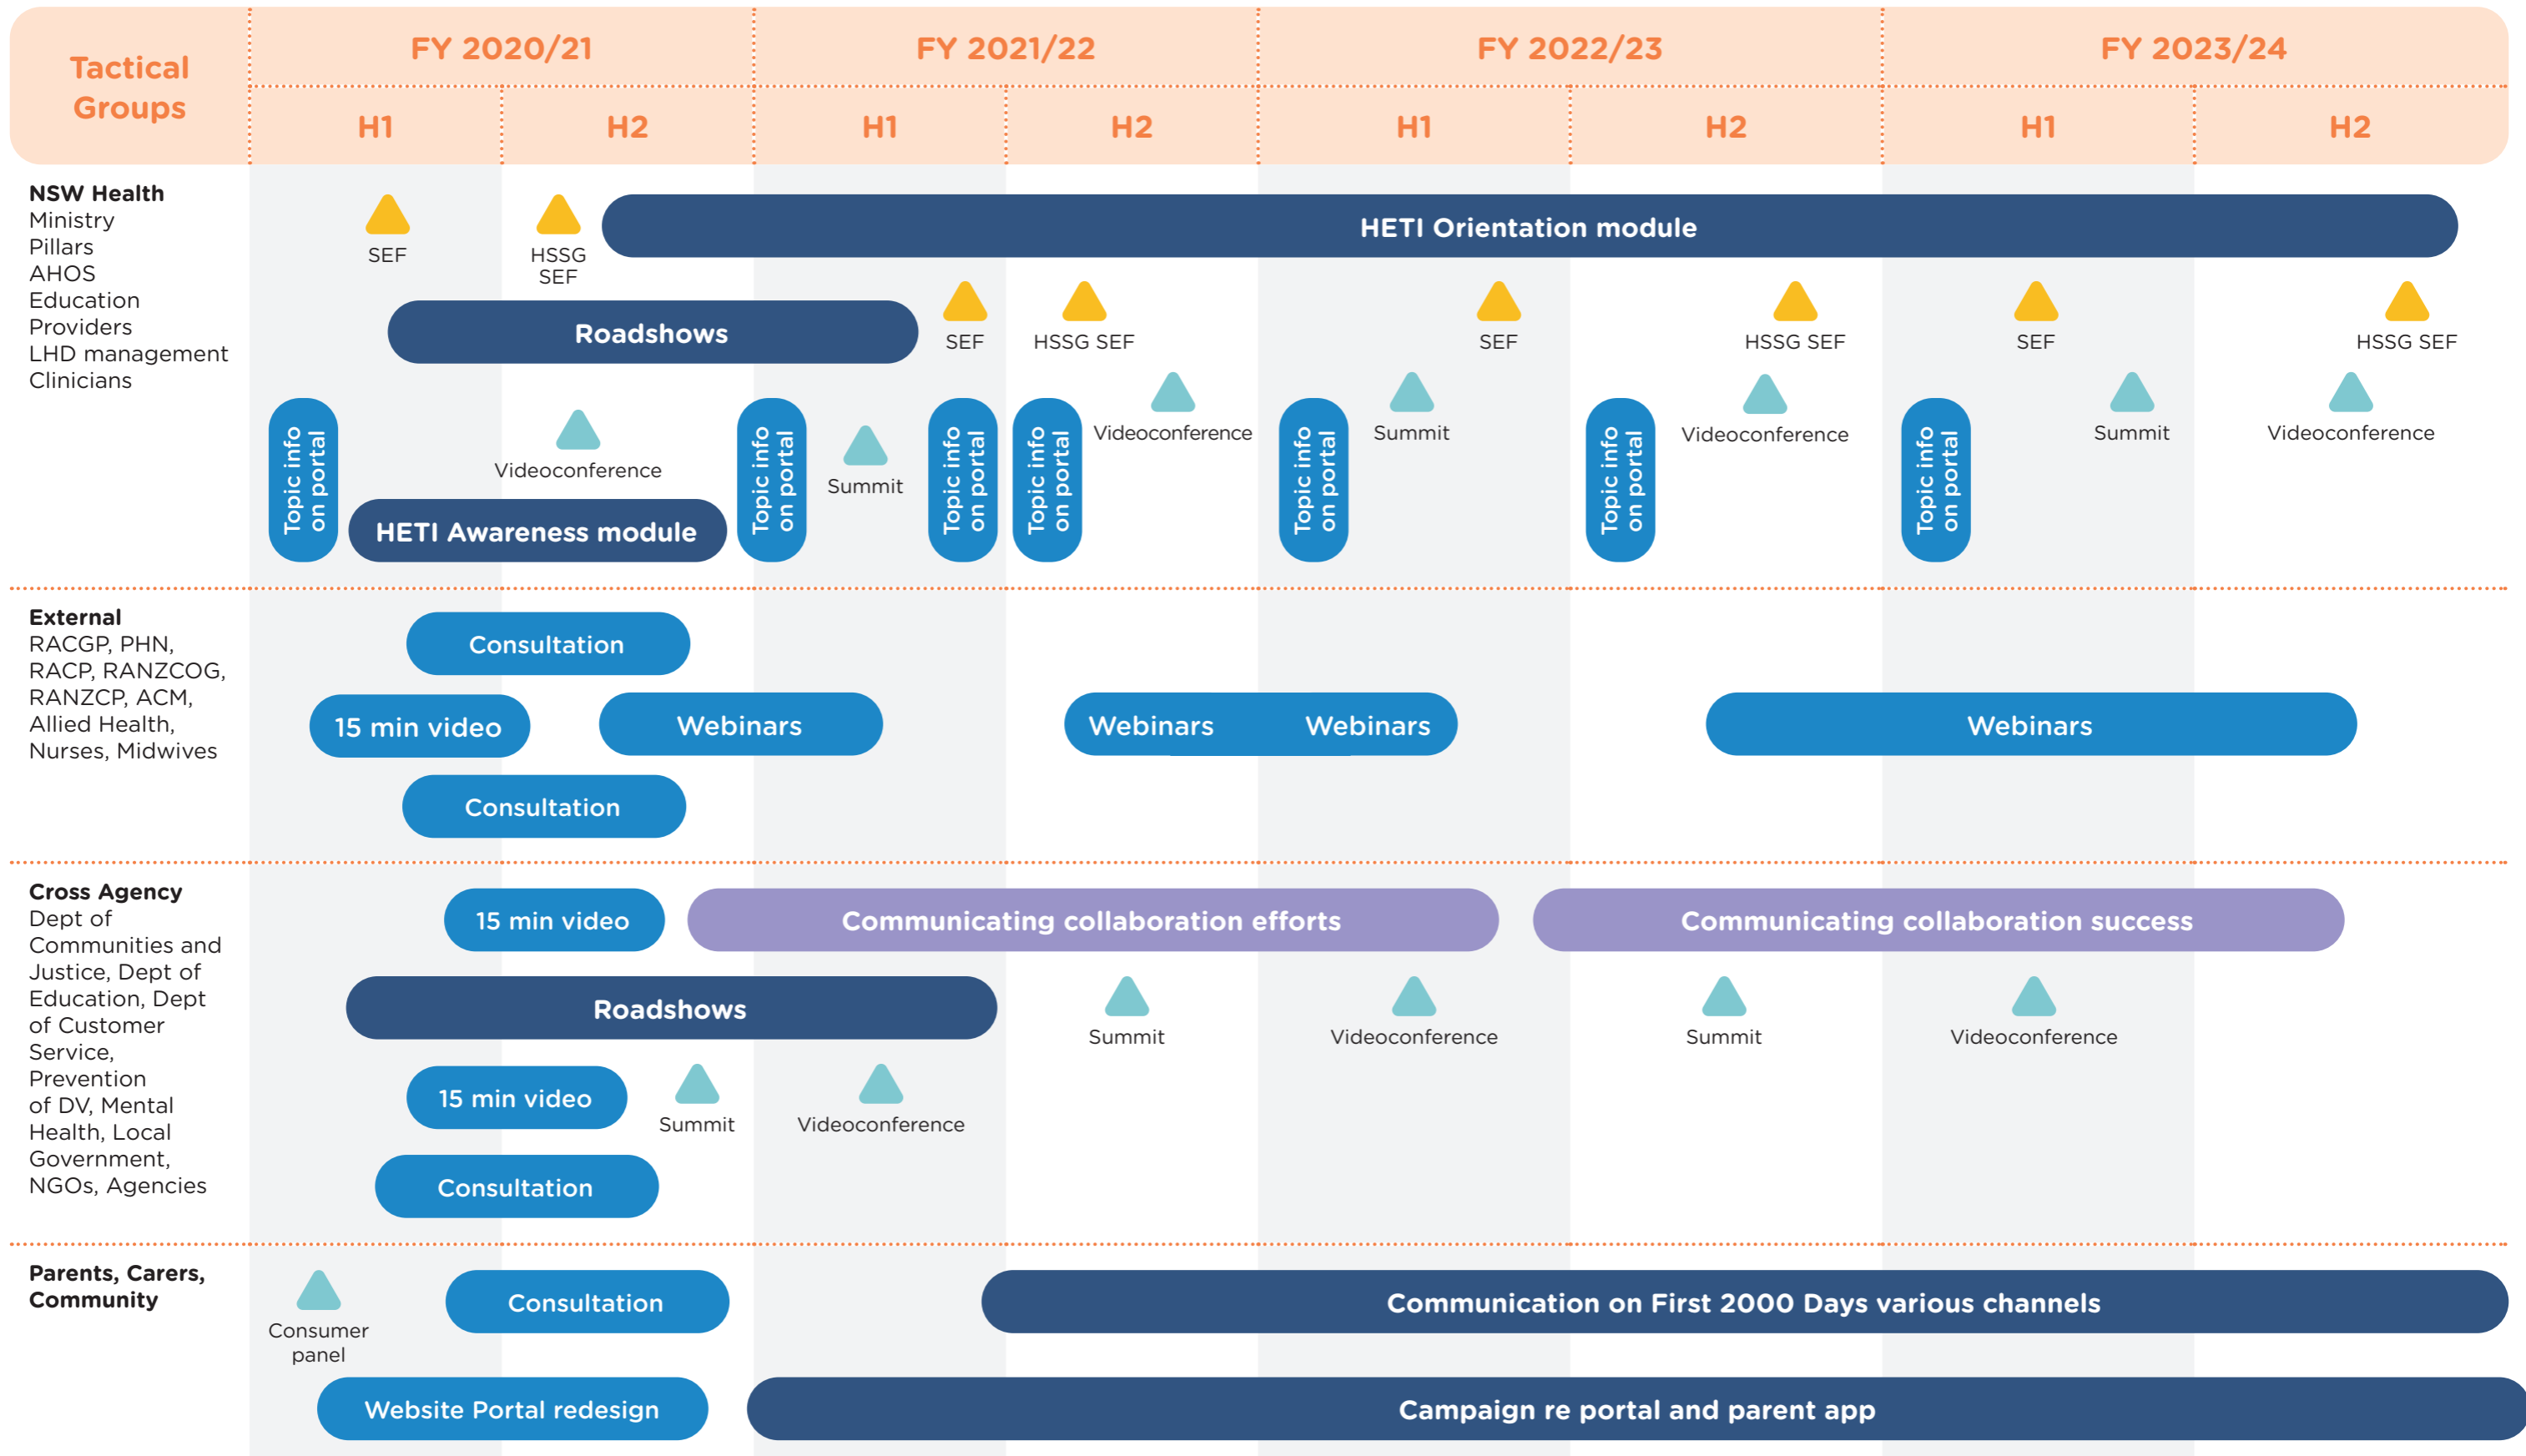 Tactical
Groups
FY 2020/21
FY 2021/22
FY 2022/23
FY 2023/24
H1
H2
H1
H2
H1
H2
H1
H2
NSW Health
Ministry
Pillars
AHOS
Education
Providers
LHD management
Clinicians
SEF
HSSG
SEF
HETI Orientation module
Roadshows
SEF
HSSG SEF
SEF
HSSG SEF
SEF
HSSG SEF
Topic info
on portal
Videoconference
HETI Awareness module
Topic info
on portal
Summit
Topic info
on portal
Topic info
on portal
Videoconference
Topic info
on portal
Summit
Topic info
on portal
Videoconference
Topic info
on portal
Summit
Videoconference
External
RACGP, PHN,
RACP, RANZCOG,
RANZCP, ACM,
Allied Health,
Nurses, Midwives
Consultation
15 min video
Webinars
Webinars
Webinars
Webinars
Consultation
Cross Agency
Dept of
Communities and
Justice, Dept of
Education, Dept
of Customer
Service,
Prevention
of DV, Mental
Health, Local
Government,
NGOs, Agencies
15 min video
Communicating collaboration efforts
Communicating collaboration success
Roadshows
Summit
Videoconference
Summit
Videoconference
15 min video
Summit
Videoconference
Consultation
Parents, Carers,
Community
Consumer
panel
Consultation
Communication on First 2000 Days various channels
Website Portal redesign
Campaign re portal and parent app